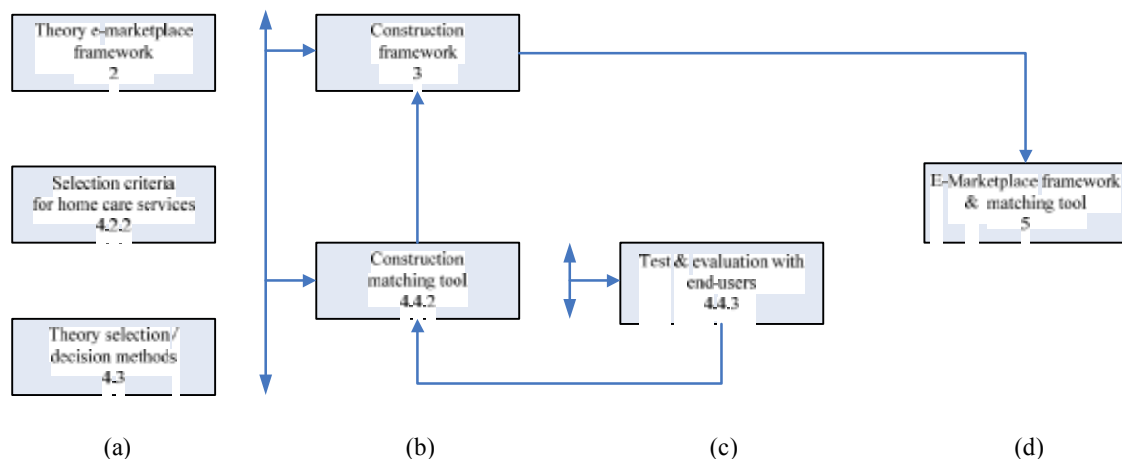 Theory e-marketplace
framework
2
Selection criteria
for home care services
4.2.2
Theory selection/
decision methods
4.3
Construction
framework
3
Construction
matching tool
4.4.2
Test & evaluation with
end-users
4.4.3
E-Marketplace framework
& matching tool
5
(a)
(b)
(c)
(d)